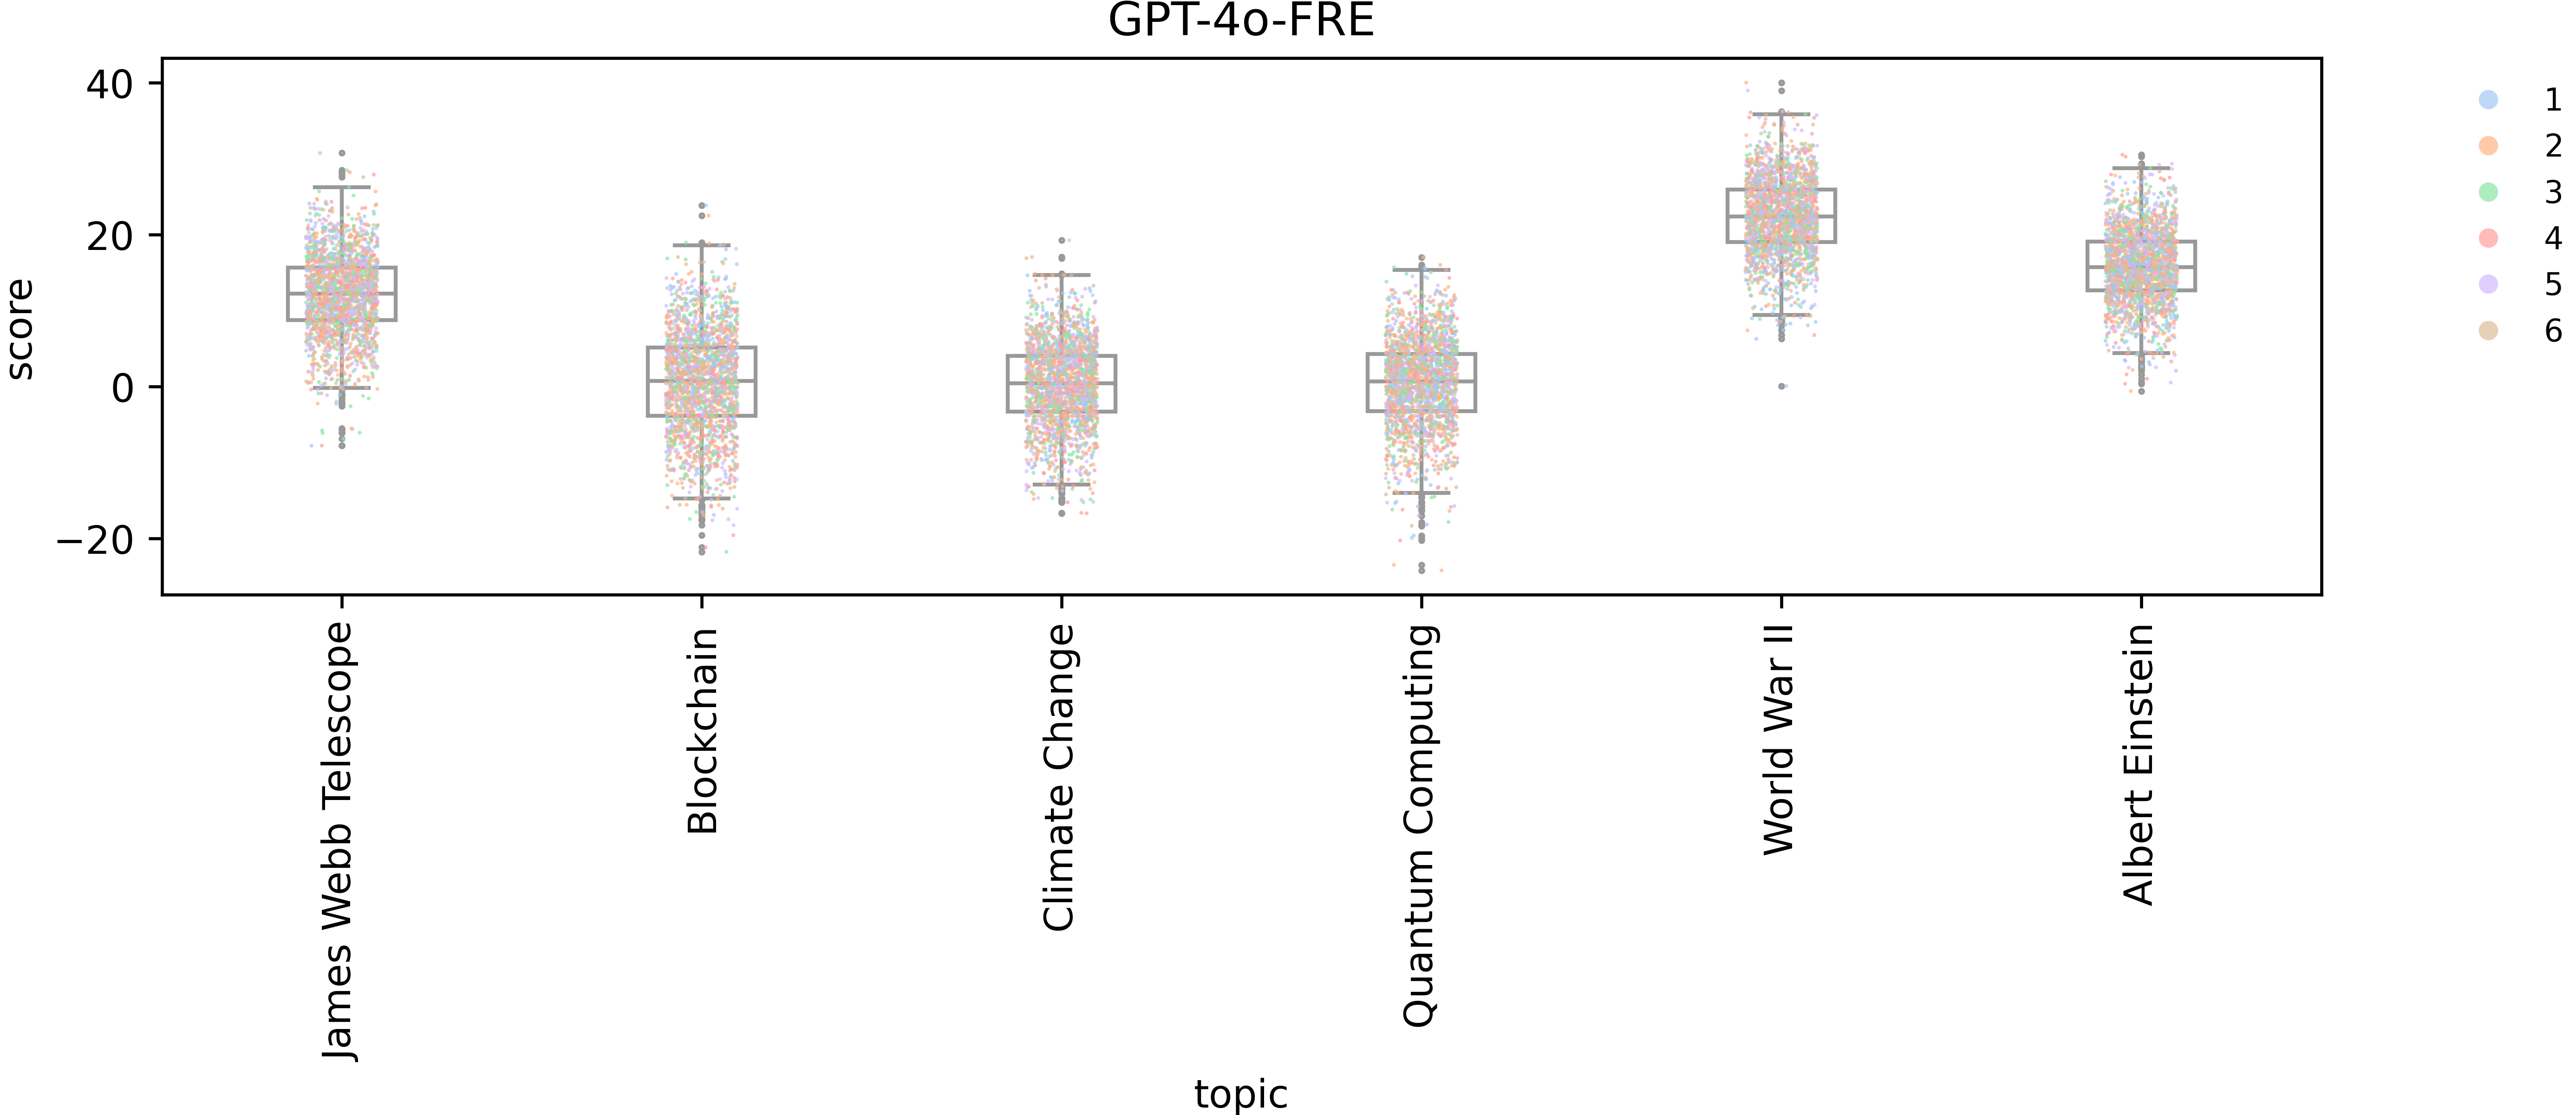 GPT-4o-FRE
40
20
0
−20
score
James Webb Telescope
Blockchain
Climate Change
Quantum Computing
World War II
Albert Einstein
topic
1
2
3
4
5
6